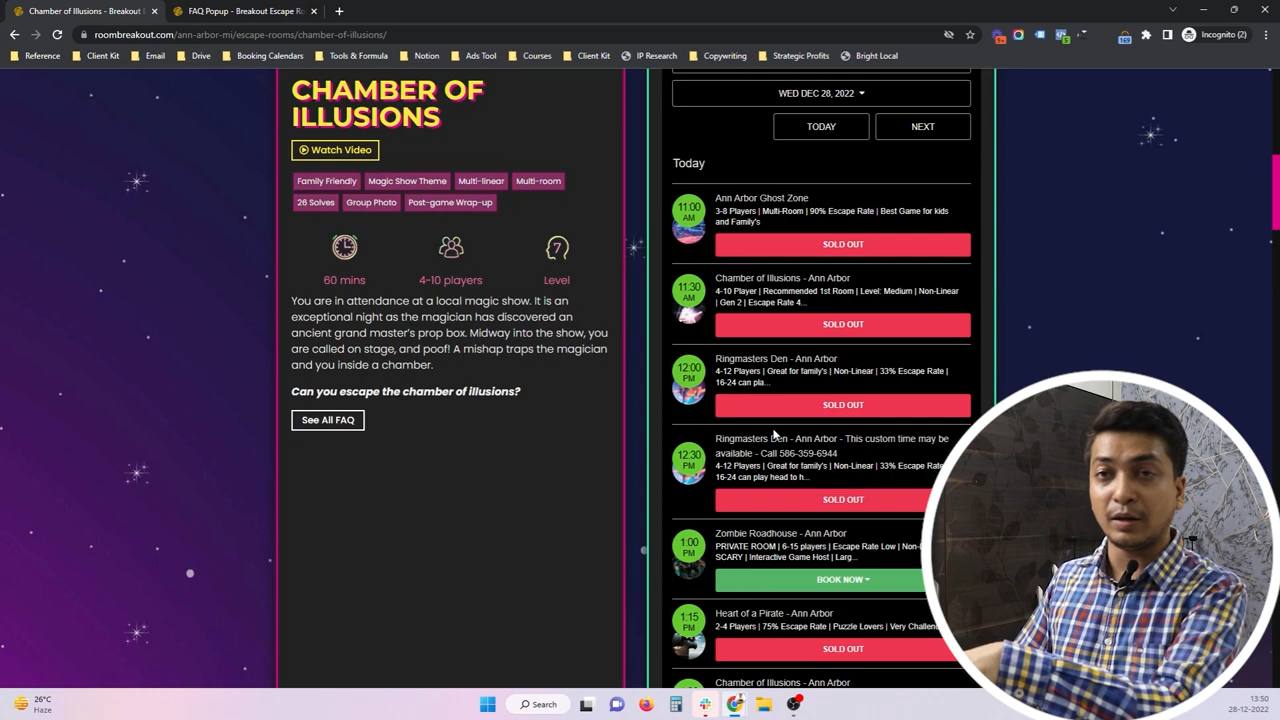 Chamber of Illusions - Breakout E
FAQ Popup - Breakout Escape Ro
roombreakout.com/ann-arbor-mi/escape-rooms/chamber-of-illusions/
169
Incognito (2)
Reference
Client Kit
Email
Drive
Booking Calendars
Tools & Formula
Notion
Ads Tool
Courses
Client Kit
IP Research
Copywriting
Strategic Profits
Bright Local
CHAMBER OF
ILLUSIONS
Watch Video
Family Friendly
Magic Show Theme
Multi-linear
Multi-room
26 Solves
Group Photo
Post-game Wrap-up
7
60 mins
4-10 players
Level
You are in attendance at a local magic show. It is an
exceptional night as the magician has discovered an
ancient grand master's prop box. Midway into the show, you
are called on stage, and poof! A mishap traps the magician
and you inside a chamber.
Can you escape the chamber of illusions?
See All FAQ
WED DEC 28, 2022
TODAY
NEXT
Today
11:00
AM
Ann Arbor Ghost Zone
3-8 Players | Multi-Room | 90% Escape Rate | Best Game for kids
and Family's
SOLD OUT
11:30
AM
Chamber of Illusions - Ann Arbor
4-10 Player | Recommended 1st Room | Level: Medium | Non-Linear
| Gen 2 | Escape Rate 4...
SOLD OUT
12:00
PM
Ringmasters Den - Ann Arbor
4-12 Players | Great for family's | Non-Linear | 33% Escape Rate |
16-24 can pla...
SOLD OUT
12:30
PM
Ringmasters Den - Ann Arbor - This custom time may be
available - Call 586-359-6944
4-12 Players | Great for family's | Non-Linear | 33% Escape Rate
16-24 can play head to h...
SOLD OUT
1:00
PM
Zombie Roadhouse - Ann Arbor
PRIVATE ROOM | 6-15 players | Escape Rate Low | Non-
SCARY | Interactive Game Host | Larg...
BOOK NOW
1:15
PM
Heart of a Pirate - Ann Arbor
2-4 Players | 75% Escape Rate | Puzzle Lovers | Very Challen
SOLD OUT
Chamber of Illusions - Ann Arbor
26°C
Haze
Search
13:50
28-12-2022